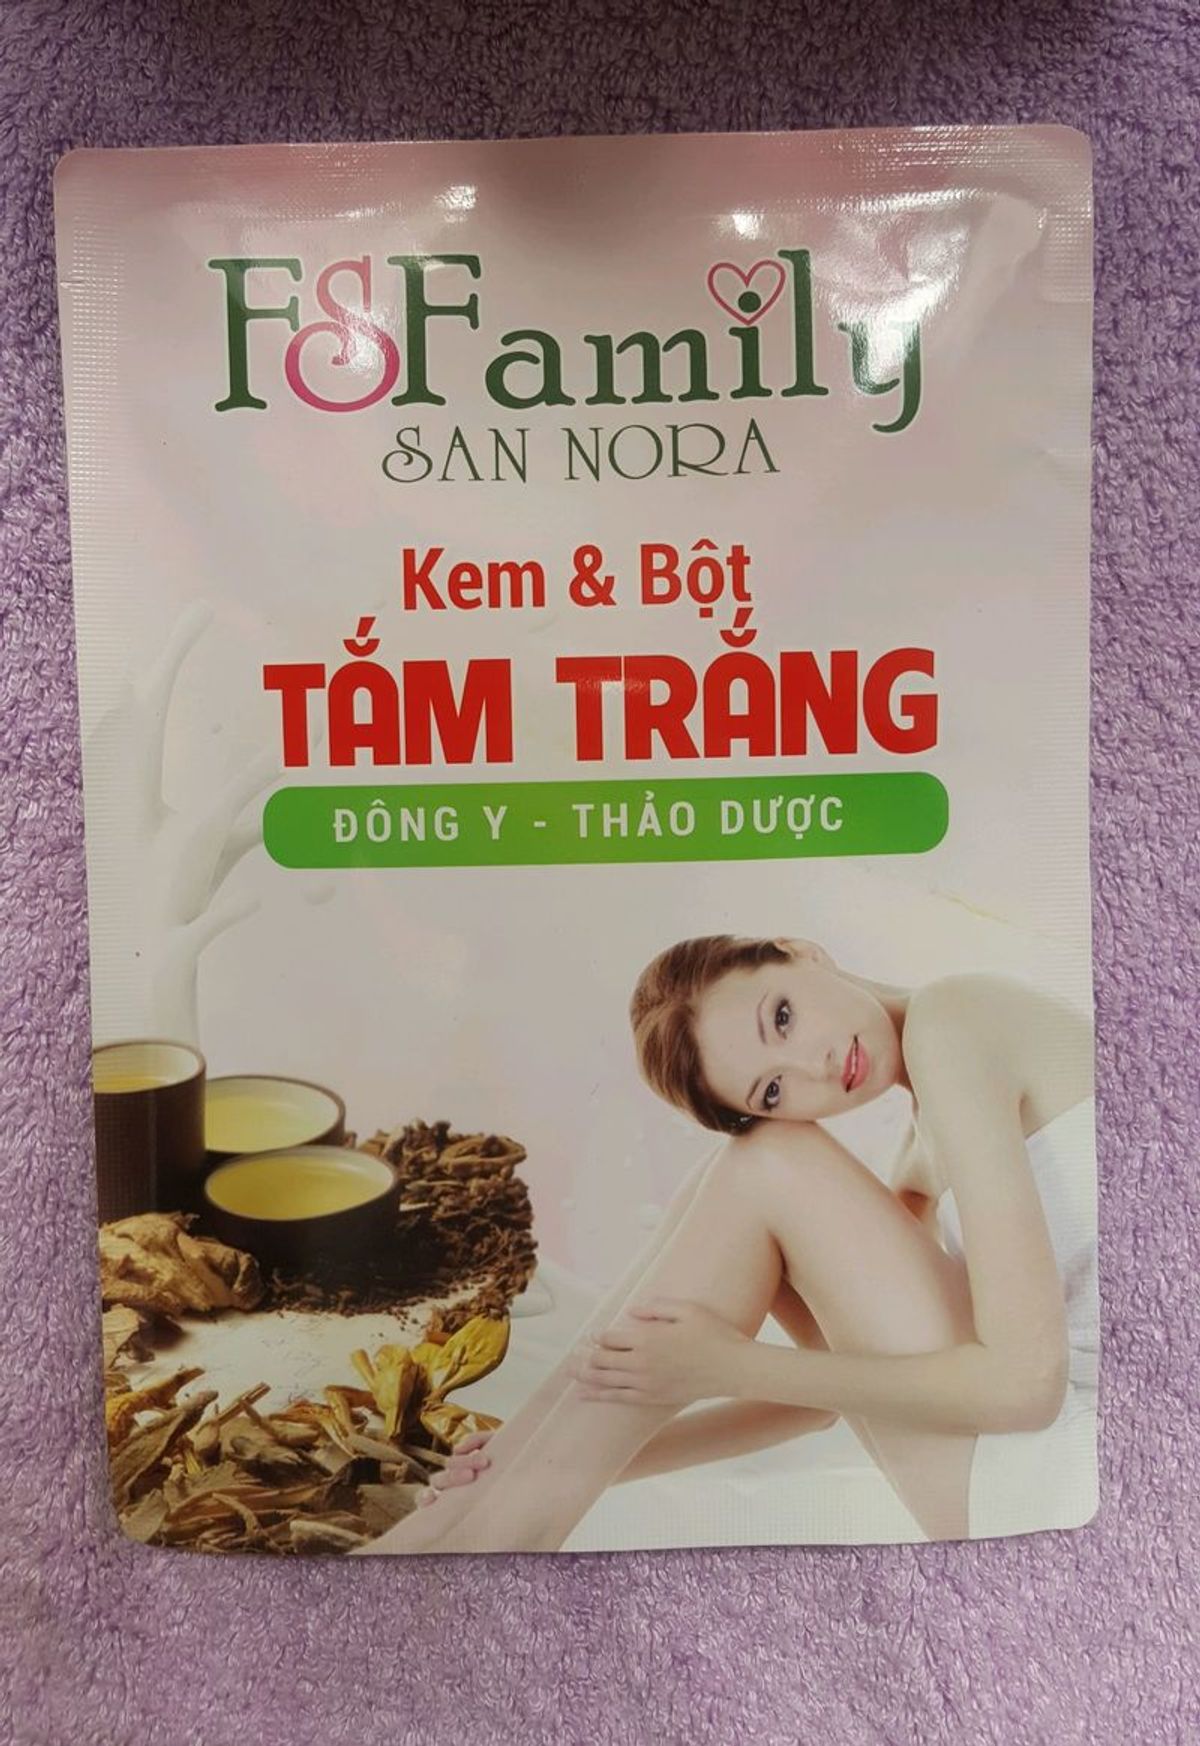 FSFamily
SAN NORA
Kem & Bột
TẮM TRẮNG
ĐÔNG Y - THẢO DƯỢC